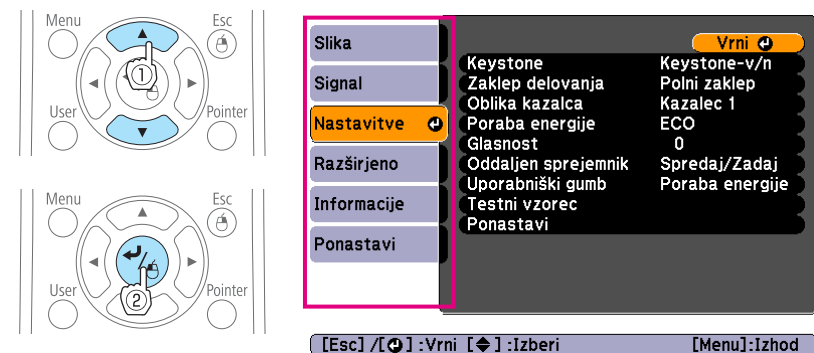 Menu Esc
①
User Pointer
Menu Esc
②
User Pointer
Slika
Signal
Nastavitve
Razširjeno
Informacije
Ponastavi
Vrni
Keystone Keystone-v/n
Zaklep delovanja Polni zaklep
Oblika kazalca Kazalec 1
Poraba energije ECO
Glasnost 0
Oddaljen sprejemnik Spredaj/Zadaj
Uporabniški gumb Poraba energije
Testni vzorec
Ponastavi
[Esc] /[⏎] :Vrni [◆] :Izberi [Menu]:Izhod